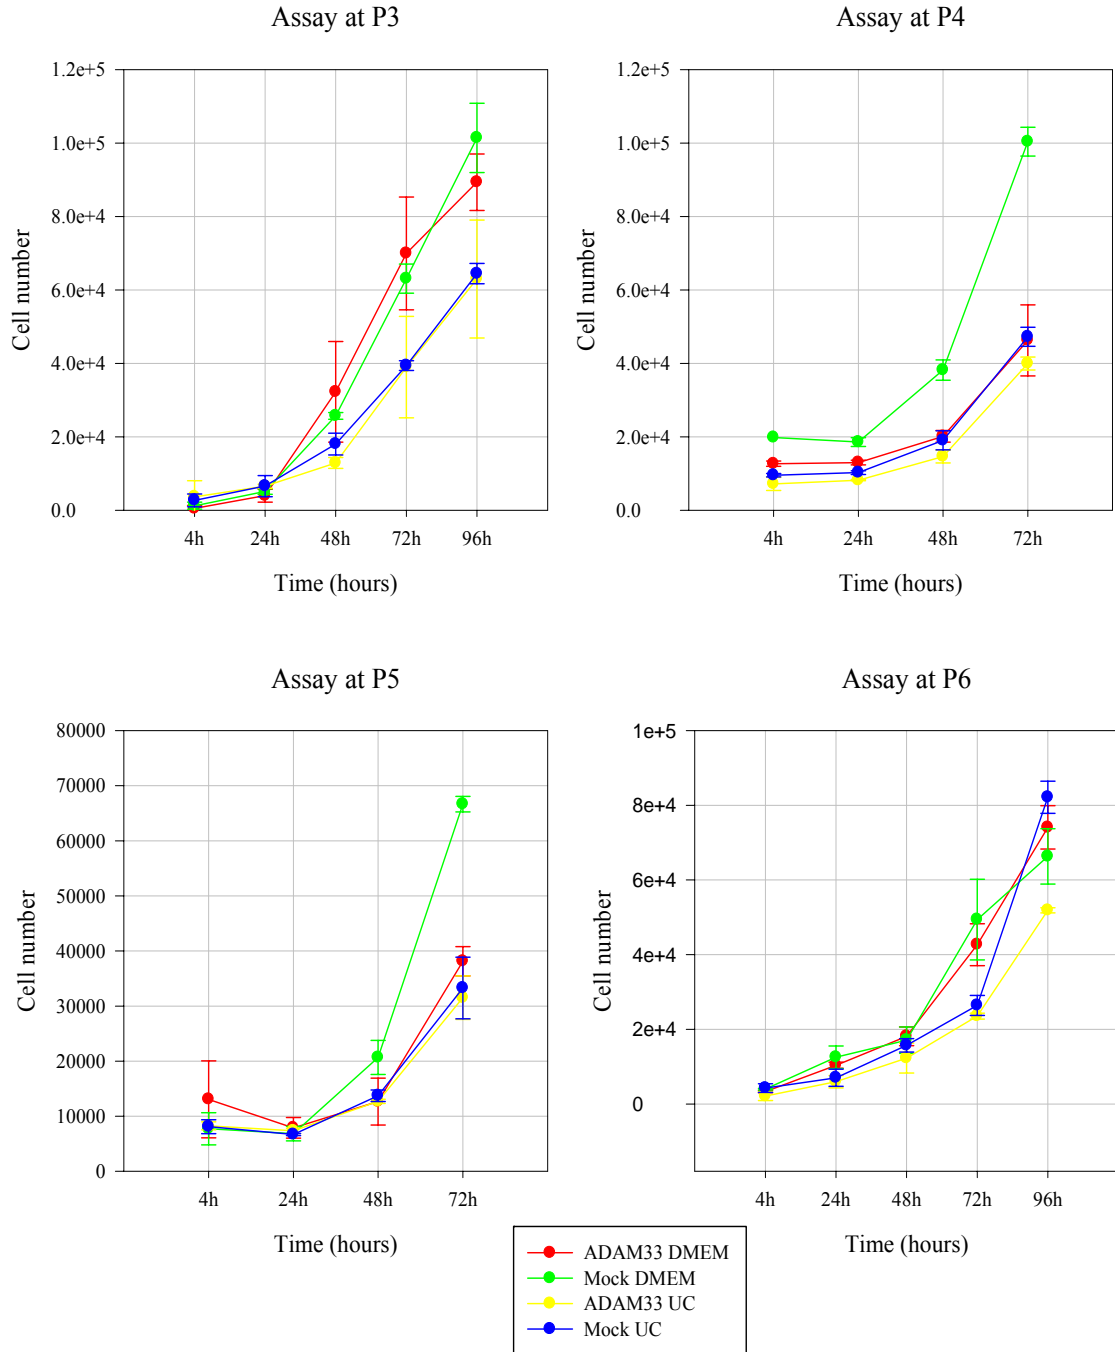 Assay at P3
Assay at P4
1.2e+5
1.0e+5
8.0e+4
6.0e+4
4.0e+4
2.0e+4
0.0
Cell number
4h 24h 48h 72h 96h
Time (hours)
1.2e+5
1.0e+5
8.0e+4
6.0e+4
4.0e+4
2.0e+4
0.0
Cell number
4h 24h 48h 72h
Time (hours)
Assay at P5
Assay at P6
80000
70000
60000
50000
40000
30000
20000
10000
0
Cell number
4h 24h 48h 72h
Time (hours)
1e+5
8e+4
6e+4
4e+4
2e+4
0
Cell number
4h 24h 48h 72h 96h
Time (hours)
ADAM33 DMEM
Mock DMEM
ADAM33 UC
Mock UC